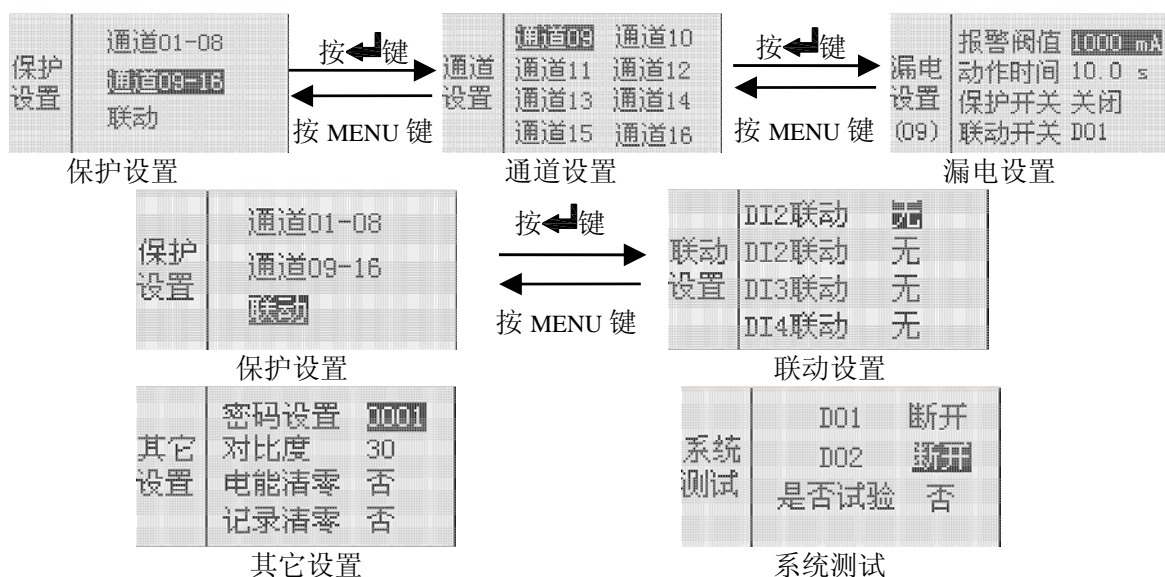 保护设置
通道01-08
通道09-16
联动
按键
按 MENU 键
通道设置
通道09 通道10
通道11 通道12
通道13 通道14
通道15 通道16
按键
按 MENU 键
漏电设置(09)
报警阀值 1000 mA
动作时间 10.0 s
保护开关 关闭
联动开关 DO1
保护设置
通道设置
漏电设置
保护设置
通道01-08
通道09-16
联动
按键
按 MENU 键
联动设置
DI2联动 无
DI2联动 无
DI3联动 无
DI4联动 无
保护设置
联动设置
其它设置
密码设置 0001
对比度 30
电能清零 否
记录清零 否
系统测试
DO1 断开
DO2 断开
是否试验 否
其它设置
系统测试